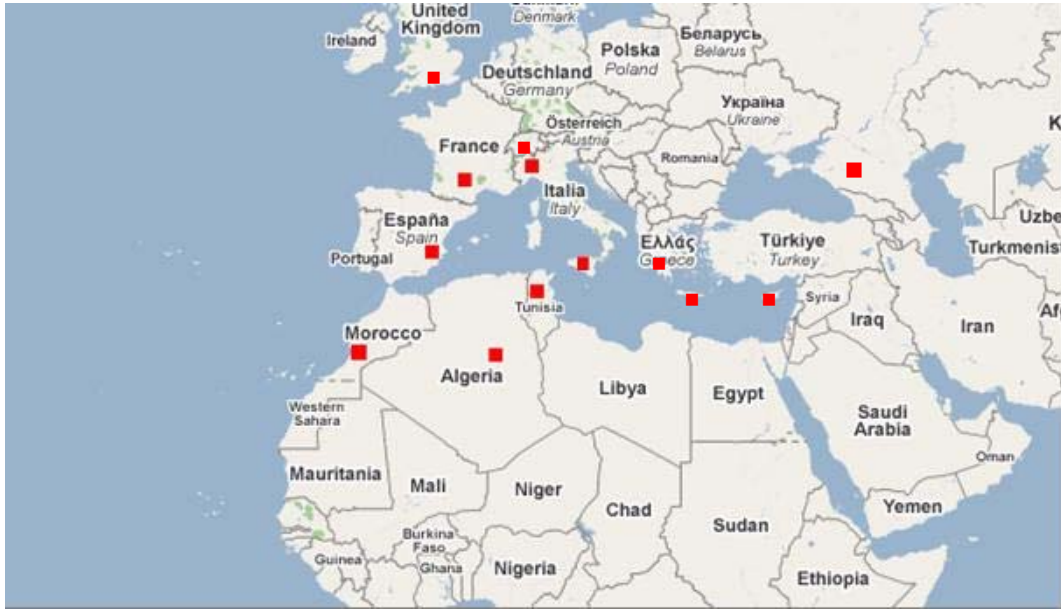 United
Kingdom
Denmark
Ireland
Polska
Poland
Беларусь
Belarus
Deutschland
Germany
Україна
Ukraine
Österreich
Austria
France
Romania
Italia
Italy
España
Spain
Portugal
Ελλάς
Greece
Türkiye
Turkey
Uzbe
Turkmenist
Tunisia
Syria
Iraq
Iran
Af
Morocco
Algeria
Libya
Egypt
Western
Sahara
Saudi
Arabia
Oman
Mauritania
Mali
Niger
Chad
Sudan
Yemen
Burkina
Faso
Guinea
Ghana
Nigeria
Ethiopia